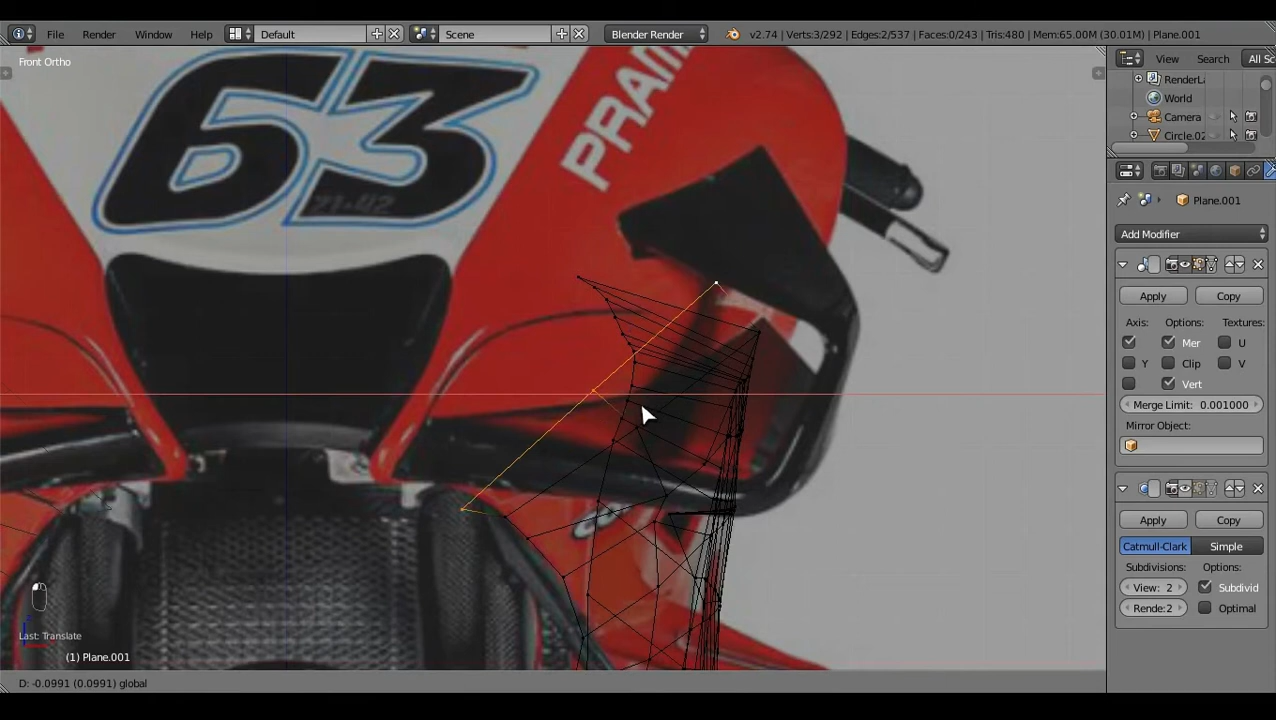 File Render Window Help Default Scene Blender Render v2.74 | Verts:3/292 | Edges:2/537 | Faces:0/243 | Tris:480 | Mem:65.00M (30.01M) | Plane.001
Front Ortho
View Search All Sc
RenderLa
World
Camera
Circle.02
63
PRAM
Plane.001
Add Modifier
Apply Copy
Axis: Options: Textures:
Mer U
Y Clip V
Vert
Merge Limit: 0.001000
Mirror Object:
Apply Copy
Catmull-Clark Simple
Subdivisions: Options:
View: 2 Subdivid
Rende:2 Optimal
Last: Translate
(1) Plane.001
D: -0.0991 (0.0991) global